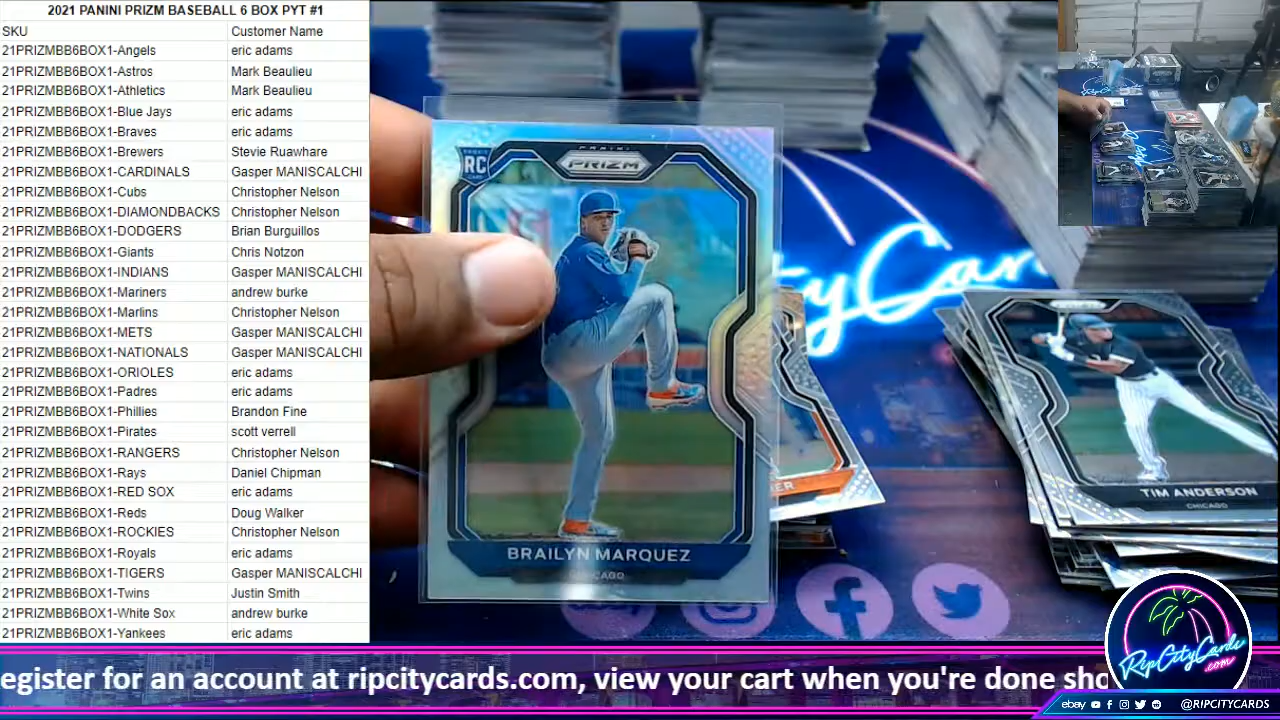 2021 PANINI PRIZM BASEBALL 6 BOX PYT #1
SKU Customer Name
21PRIZMBB6BOX1-Angels eric adams
21PRIZMBB6BOX1-Astros Mark Beaulieu
21PRIZMBB6BOX1-Athletics Mark Beaulieu
21PRIZMBB6BOX1-Blue Jays eric adams
21PRIZMBB6BOX1-Braves eric adams
21PRIZMBB6BOX1-Brewers Stevie Ruawhare
21PRIZMBB6BOX1-CARDINALS Gasper MANISCALCHI
21PRIZMBB6BOX1-Cubs Christopher Nelson
21PRIZMBB6BOX1-DIAMONDBACKS Christopher Nelson
21PRIZMBB6BOX1-DODGERS Brian Burguillos
21PRIZMBB6BOX1-Giants Chris Notzon
21PRIZMBB6BOX1-INDIANS Gasper MANISCALCHI
21PRIZMBB6BOX1-Mariners andrew burke
21PRIZMBB6BOX1-Marlins Christopher Nelson
21PRIZMBB6BOX1-METS Gasper MANISCALCHI
21PRIZMBB6BOX1-NATIONALS Gasper MANISCALCHI
21PRIZMBB6BOX1-ORIOLES eric adams
21PRIZMBB6BOX1-Padres eric adams
21PRIZMBB6BOX1-Phillies Brandon Fine
21PRIZMBB6BOX1-Pirates scott verrell
21PRIZMBB6BOX1-RANGERS Christopher Nelson
21PRIZMBB6BOX1-Rays Daniel Chipman
21PRIZMBB6BOX1-RED SOX eric adams
21PRIZMBB6BOX1-Reds Doug Walker
21PRIZMBB6BOX1-ROCKIES Christopher Nelson
21PRIZMBB6BOX1-Royals eric adams
21PRIZMBB6BOX1-TIGERS Gasper MANISCALCHI
21PRIZMBB6BOX1-Twins Justin Smith
21PRIZMBB6BOX1-White Sox andrew burke
21PRIZMBB6BOX1-Yankees eric adams
RC
PANINI
PRIZM
BRAILYN MARQUEZ
CHICAGO
TIM ANDERSON
CHICAGO
RipCityCards
.com
egister for an account at ripcitycards.com, view your cart when you're done sho
ebay @RIPCITYCARDS